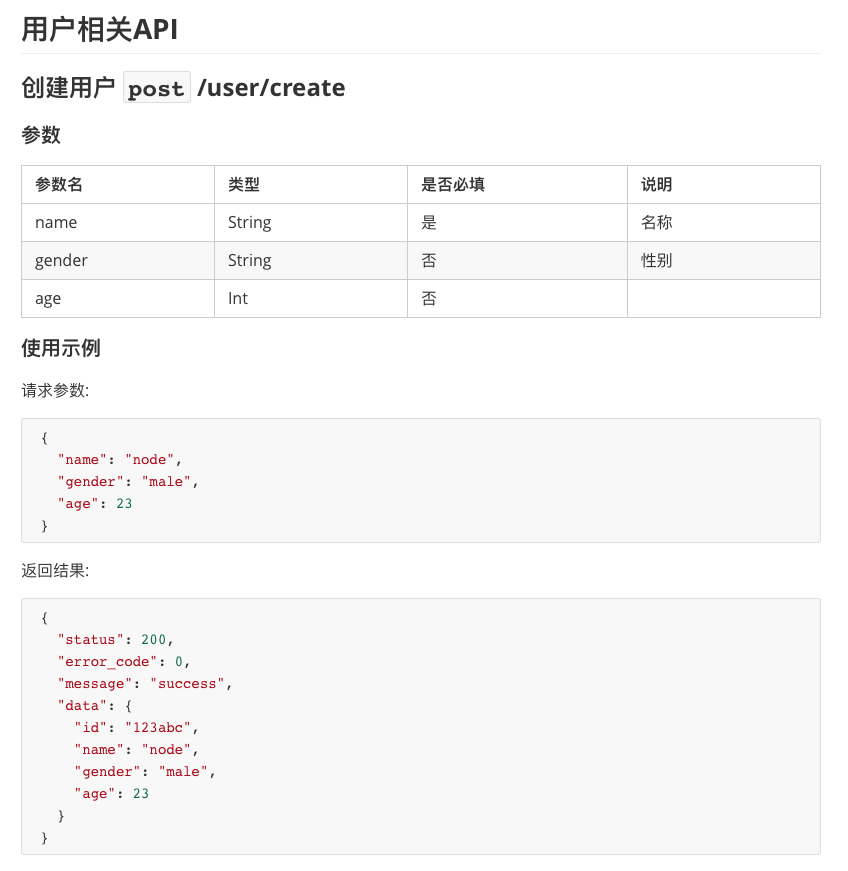 用户相关API
创建用户 post /user/create
参数
参数名 类型 是否必填 说明
name String 是 名称
gender String 否 性别
age Int 否
使用示例
请求参数:
{
  "name": "node",
  "gender": "male",
  "age": 23
}
返回结果:
{
  "status": 200,
  "error_code": 0,
  "message": "success",
  "data": {
    "id": "123abc",
    "name": "node",
    "gender": "male",
    "age": 23
  }
}